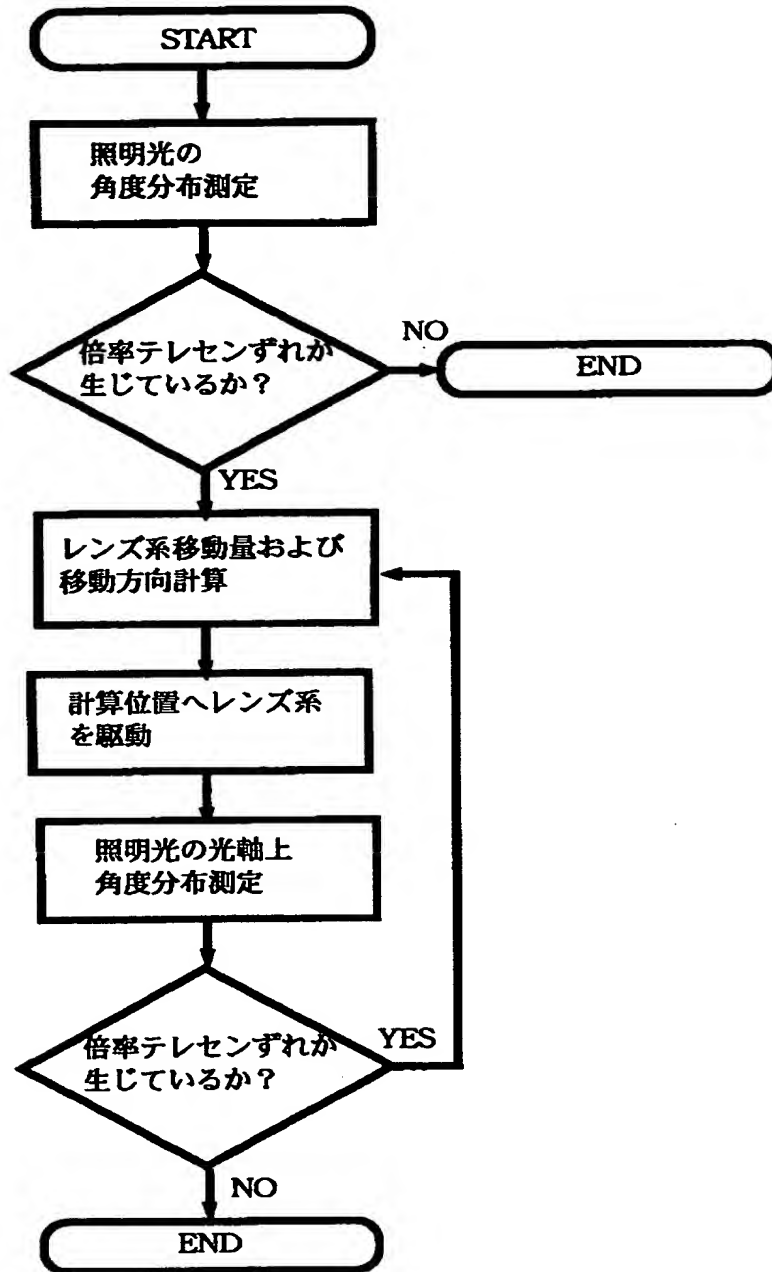 START
照明光の
角度分布測定
倍率テレセンずれが
生じているか？
NO
END
YES
レンズ系移動量および
移動方向計算
計算位置へレンズ系
を駆動
照明光の光軸上
角度分布測定
倍率テレセンずれが
生じているか？
YES
NO
END